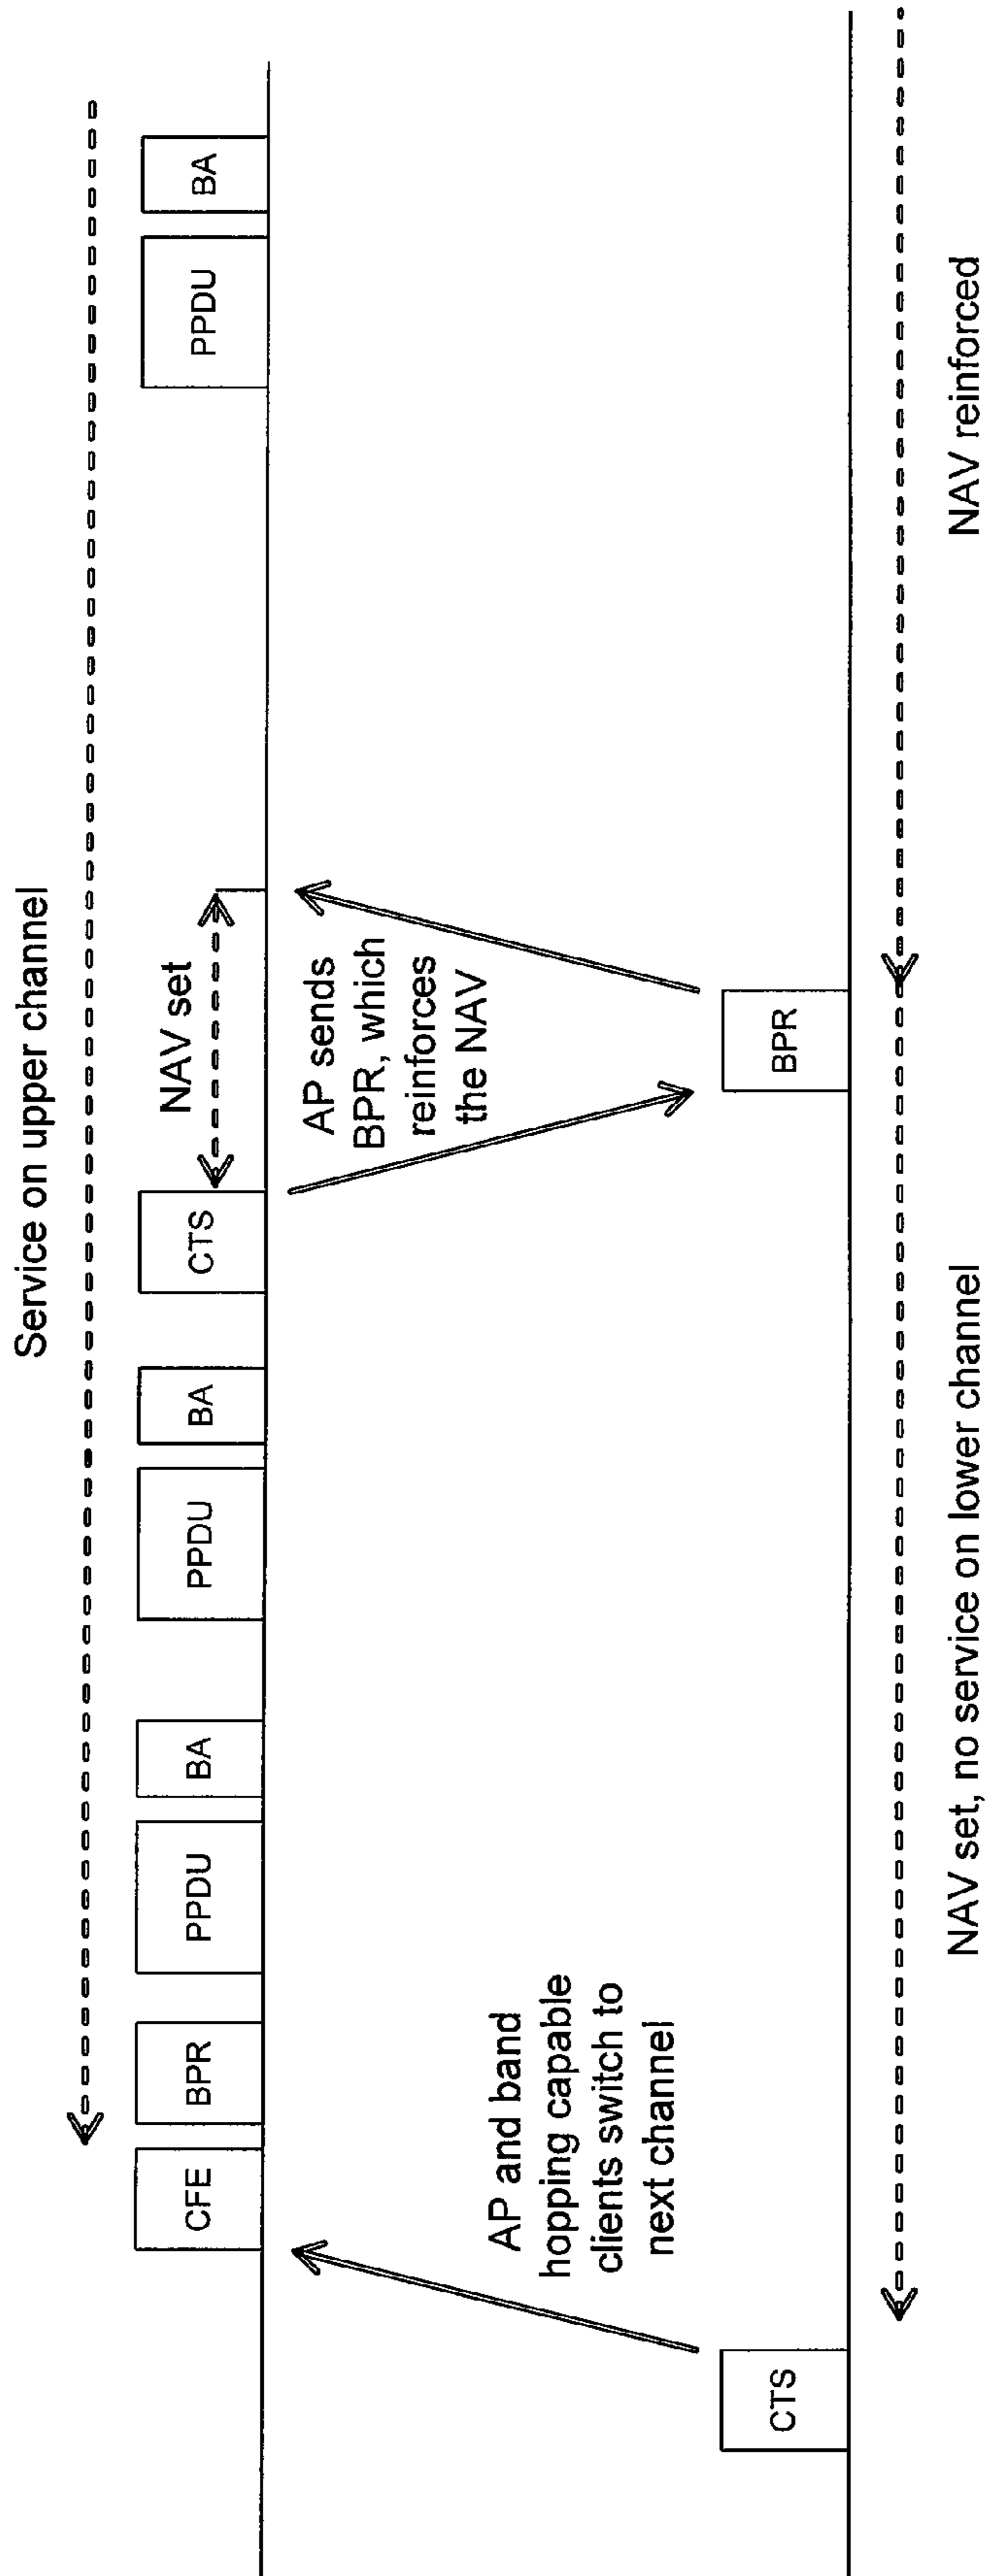 Service on upper channel
CFE
BPR
PPDU
BA
PPDU
BA
CTS
NAV set
PPDU
BA
AP sends
BPR, which
reinforces
the NAV
AP and band
hopping capable
clients switch to
next channel
CTS
BPR
NAV set, no service on lower channel
NAV reinforced